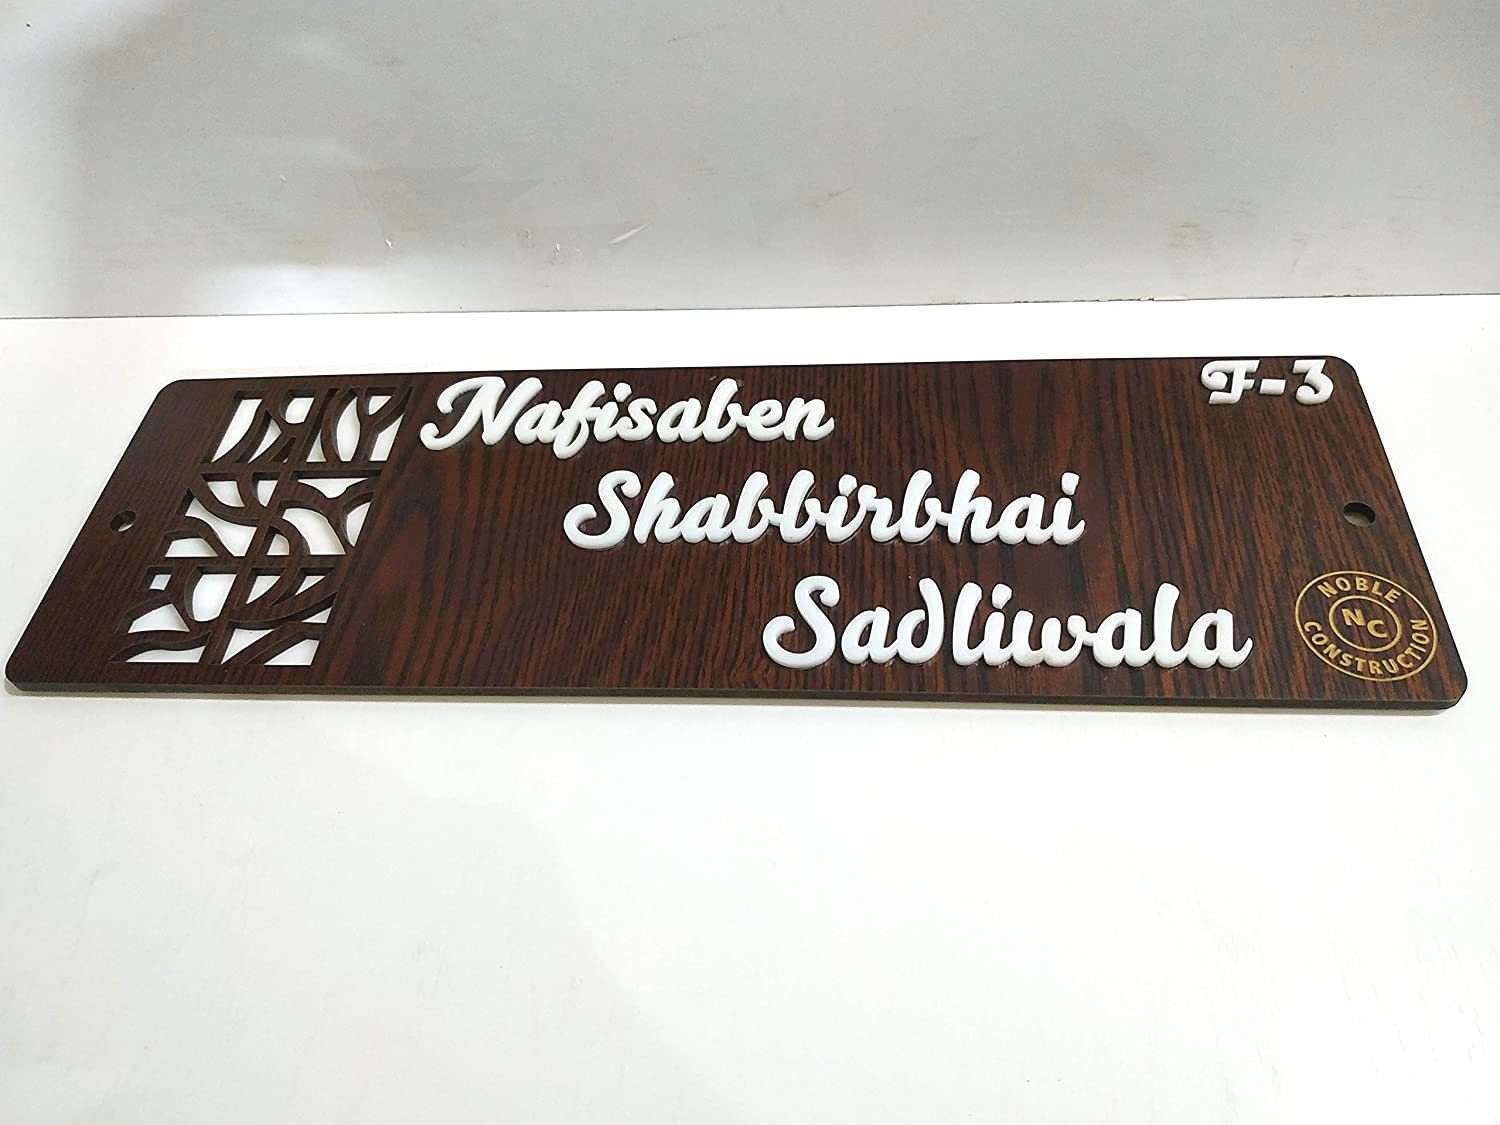 Nafisaben
F-3
Shabbirbhai
Sadliwala
NOBLE
NC
CONSTRUCTION